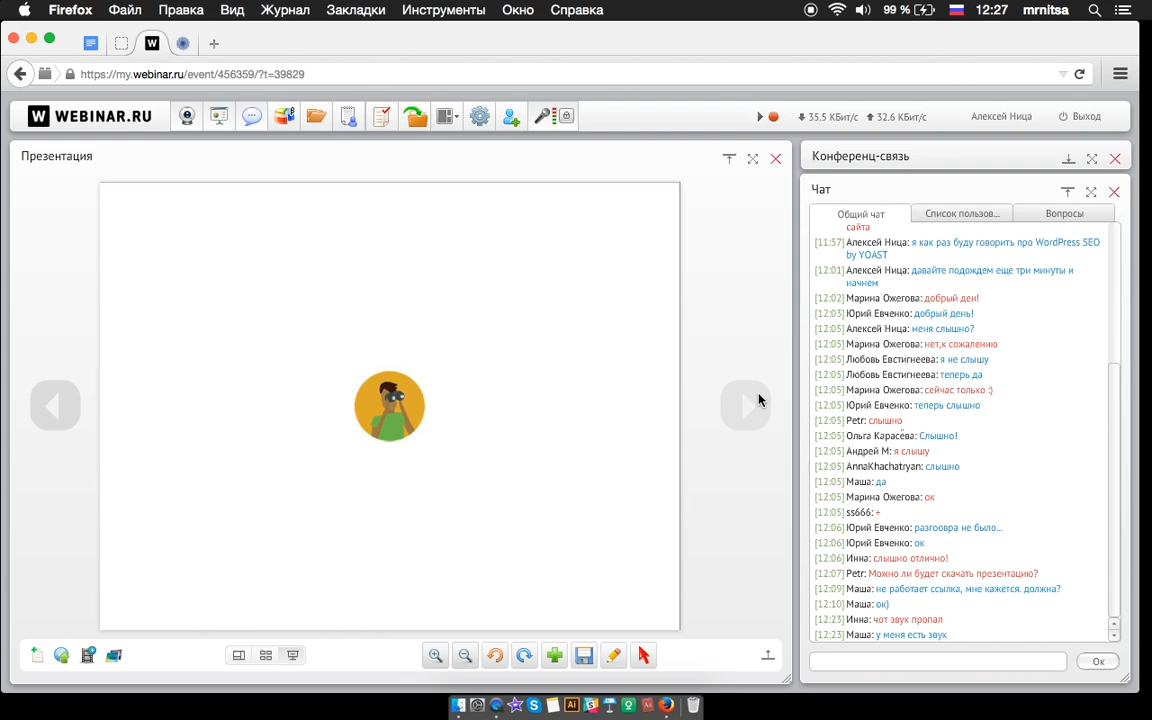 Firefox Файл Правка Вид Журнал Закладки Инструменты Окно Справка 99 % 12:27 mrnitsa
W
https://my.webinar.ru/event/456359/?t=39829
W WEBINAR.RU 35.5 КБит/с 32.6 КБит/с Алексей Ница Выход
Презентация
Конференц-связь
Чат
Общий чат Список пользов... Вопросы
сайта
[11:57] Алексей Ница: я как раз буду говорить про WordPress SEO
by YOAST
[12:01] Алексей Ница: давайте подождем еще три минуты и
начнем
[12:02] Марина Ожегова: добрый ден!
[12:03] Юрий Евченко: добрый день!
[12:05] Алексей Ница: меня слышно?
[12:05] Марина Ожегова: нет,к сожалению
[12:05] Любовь Евстигнеева: я не слышу
[12:05] Любовь Евстигнеева: теперь да
[12:05] Марина Ожегова: сейчас только :)
[12:05] Юрий Евченко: теперь слышно
[12:05] Petr: слышно
[12:05] Ольга Карасёва: Слышно!
[12:05] Андрей М: я слышу
[12:05] AnnaKhachatryan: слышно
[12:05] Маша: да
[12:05] Марина Ожегова: ок
[12:05] ss666: +
[12:06] Юрий Евченко: разгоовра не было...
[12:06] Юрий Евченко: ок
[12:06] Инна: слышно отлично!
[12:07] Petr: Можно ли будет скачать презентацию?
[12:09] Маша: не работает ссылка, мне кажется. должна?
[12:10] Маша: ок)
[12:23] Инна: чот звук пропал
[12:23] Маша: у меня есть звук
Ок